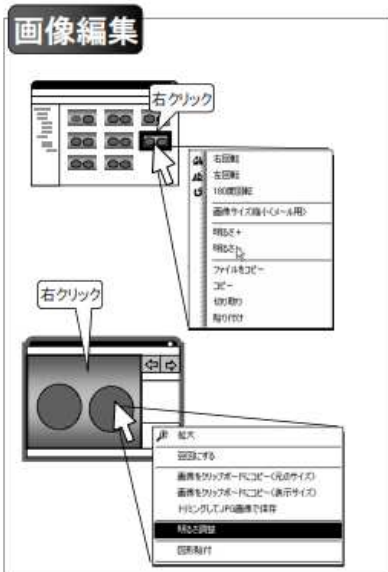 画像編集
右クリック
右回転
左回転
180度回転
画像サイズ縮小(メール用)
明るさ+
明るさ-
ファイルをコピー
コピー
切り取り
貼り付け
右クリック
拡大
画像をクリップボードにコピー(元のサイズ)
画像をクリップボードにコピー(表示サイズ)
トリミングしてJPG画像で保存
明るさ調整
図形貼付